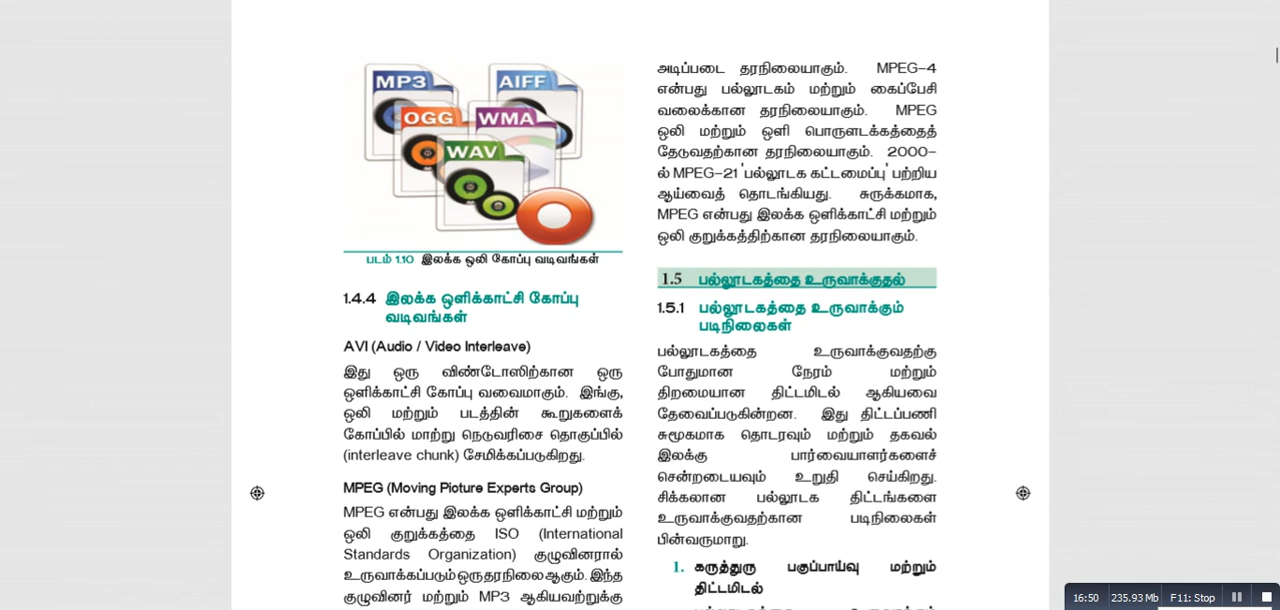 MP3
AIFF
OGG
WMA
WAV
படம் 1.10 இலக்க ஒலி கோப்பு வடிவங்கள்
1.4.4 இலக்க ஒளிக்காட்சி கோப்பு
வடிவங்கள்
AVI (Audio / Video Interleave)
இது ஒரு விண்டோஸிற்கான ஒரு
ஒளிக்காட்சி கோப்பு வவைமாகும். இங்கு,
ஒலி மற்றும் படத்தின் கூறுகளைக்
கோப்பில் மாற்று நெடுவரிசை தொகுப்பில்
(interleave chunk) சேமிக்கப்படுகிறது.
MPEG (Moving Picture Experts Group)
MPEG என்பது இலக்க ஒளிக்காட்சி மற்றும்
ஒலி குறுக்கத்தை ISO (International
Standards Organization) குழுவினரால்
உருவாக்கப்படும் ஒரு தரநிலை ஆகும். இந்த
குழுவினர் மற்றும் MP3 ஆகியவற்றுக்கு
அடிப்படை தரநிலையாகும். MPEG-4
என்பது பல்லூடகம் மற்றும் கைப்பேசி
வலைக்கான தரநிலையாகும். MPEG
ஒலி மற்றும் ஒளி பொருளடக்கத்தைத்
தேடுவதற்கான தரநிலையாகும். 2000-
ல் MPEG-21 'பல்லூடக கட்டமைப்பு' பற்றிய
ஆய்வைத் தொடங்கியது. சுருக்கமாக,
MPEG என்பது இலக்க ஒளிக்காட்சி மற்றும்
ஒலி குறுக்கத்திற்கான தரநிலையாகும்.
1.5 பல்லூடகத்தை உருவாக்குதல்
1.5.1 பல்லூடகத்தை உருவாக்கும்
படிநிலைகள்
பல்லூடகத்தை உருவாக்குவதற்கு
போதுமான நேரம் மற்றும்
திறமையான திட்டமிடல் ஆகியவை
தேவைப்படுகின்றன. இது திட்டப்பணி
சுமூகமாக தொடரவும் மற்றும் தகவல்
இலக்கு பார்வையாளர்களைச்
சென்றடையவும் உறுதி செய்கிறது.
சிக்கலான பல்லூடக திட்டங்களை
உருவாக்குவதற்கான படிநிலைகள்
பின்வருமாறு.
1. கருத்துரு பகுப்பாய்வு மற்றும்
திட்டமிடல்
16:50 235.93 Mb F11: Stop